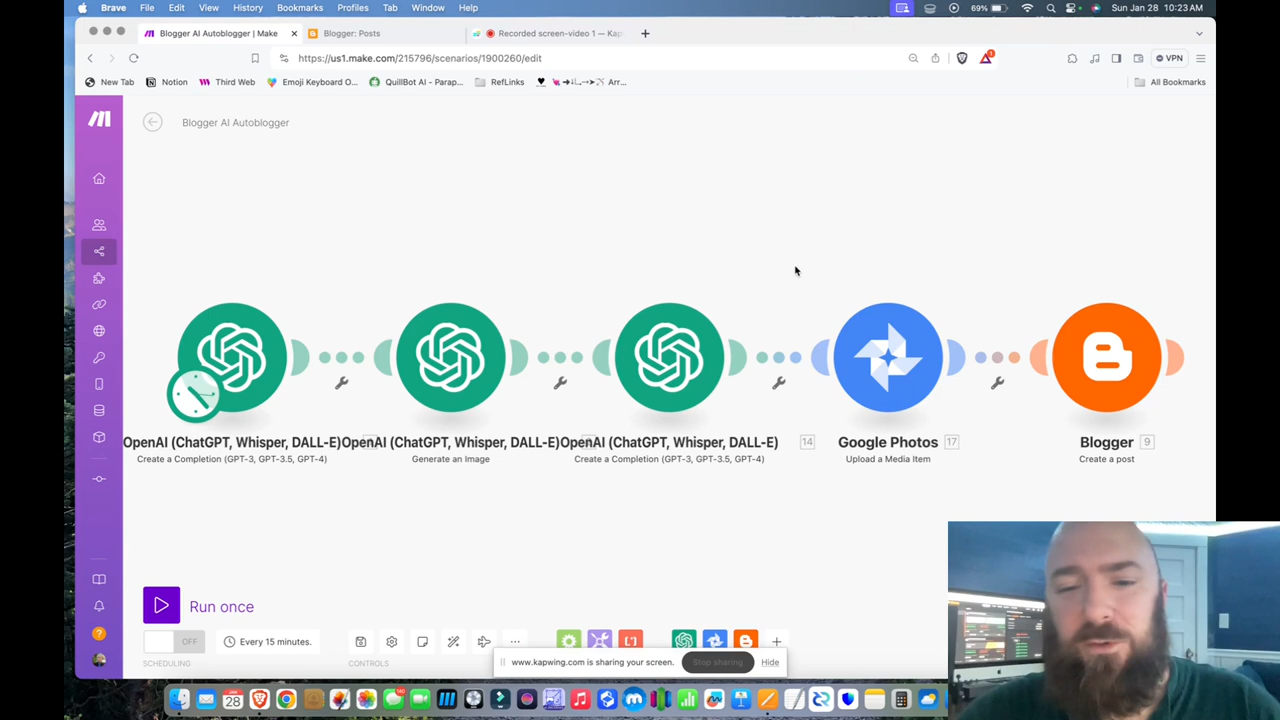 Brave File Edit View History Bookmarks Profiles Tab Window Help 69% Sun Jan 28 10:23 AM
Blogger AI Autoblogger | Make Blogger: Posts Recorded screen-video 1 — Kap
https://us1.make.com/215796/scenarios/1900260/edit 1 VPN
New Tab Notion Third Web Emoji Keyboard O... QuillBot AI - Parap... RefLinks Arr... All Bookmarks
Blogger AI Autoblogger
OpenAI (ChatGPT, Whisper, DALL-E) OpenAI (ChatGPT, Whisper, DALL-E) OpenAI (ChatGPT, Whisper, DALL-E) 14 Google Photos 17 Blogger 9
Create a Completion (GPT-3, GPT-3.5, GPT-4) Generate an Image Create a Completion (GPT-3, GPT-3.5, GPT-4) Upload a Media Item Create a post
Run once
OFF Every 15 minutes. ...
SCHEDULING CONTROLS
www.kapwing.com is sharing your screen. Stop sharing Hide
140 JAN 28